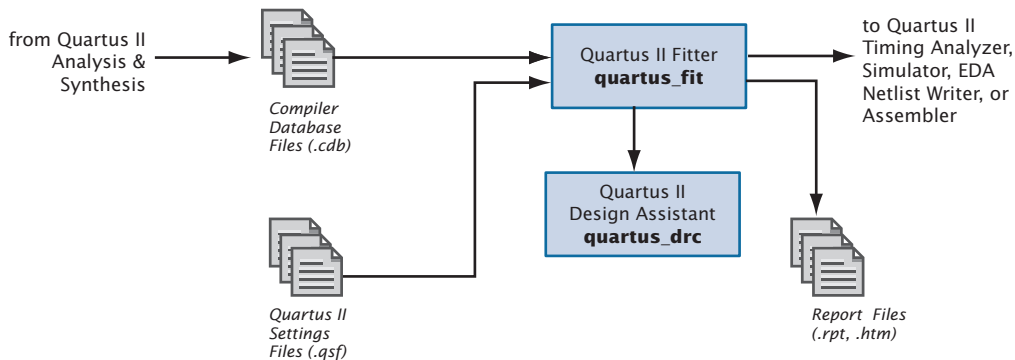 from Quartus II
Analysis &
Synthesis
Compiler
Database
Files (.cdb)
Quartus II Fitter
quartus_fit
to Quartus II
Timing Analyzer,
Simulator, EDA
Netlist Writer, or
Assembler
Quartus II
Design Assistant
quartus_drc
Quartus II
Settings
Files (.qsf)
Report Files
(.rpt, .htm)